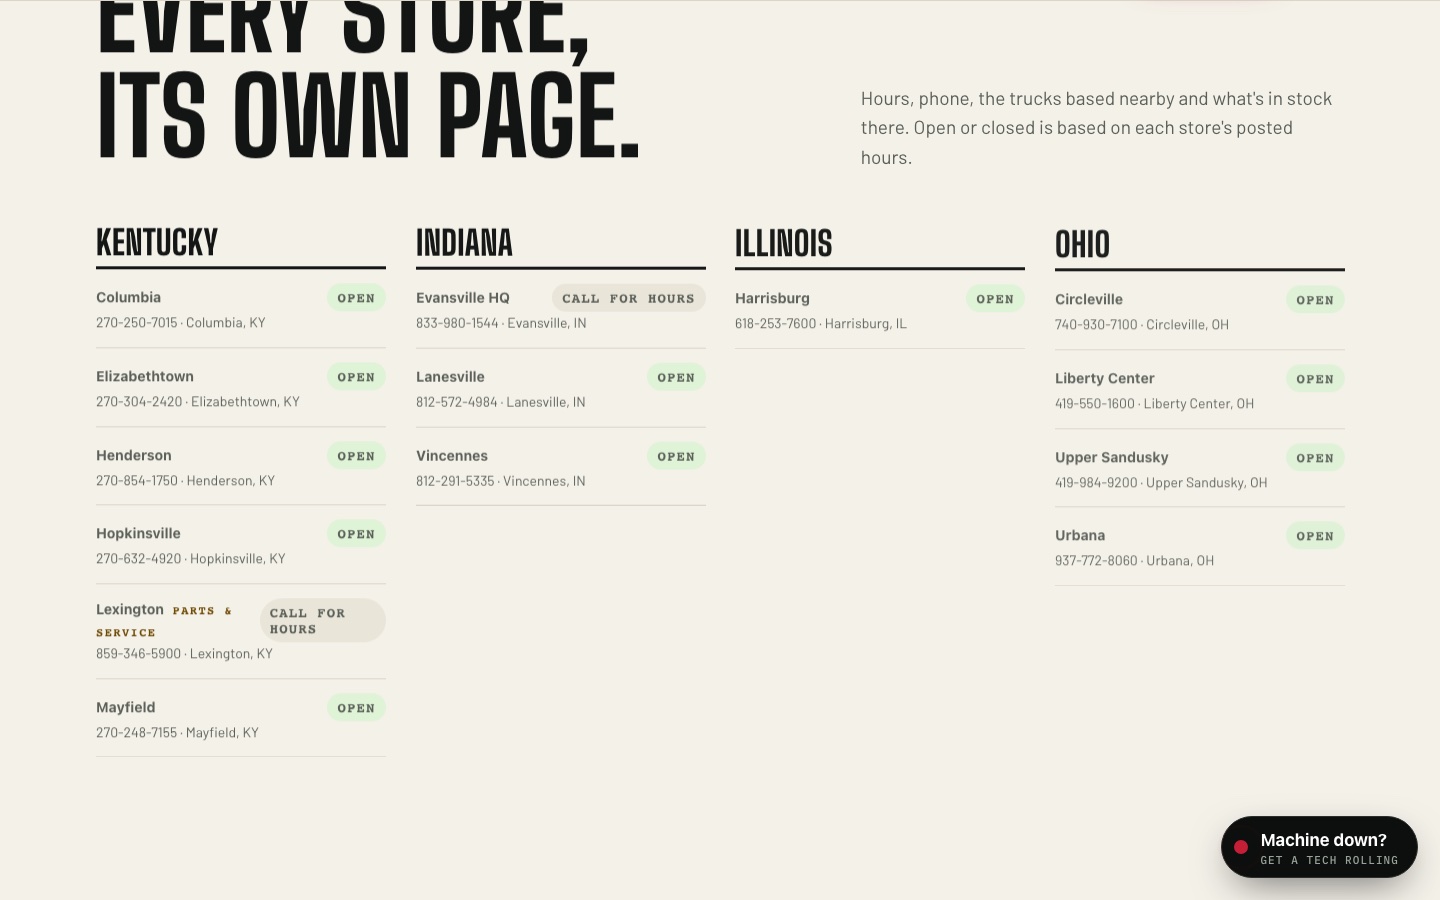 EVERY STORE,
ITS OWN PAGE.
Hours, phone, the trucks based nearby and what's in stock
there. Open or closed is based on each store's posted
hours.
KENTUCKY
Columbia OPEN
270-250-7015 · Columbia, KY
Elizabethtown OPEN
270-304-2420 · Elizabethtown, KY
Henderson OPEN
270-854-1750 · Henderson, KY
Hopkinsville OPEN
270-632-4920 · Hopkinsville, KY
Lexington PARTS &
SERVICE
CALL FOR
HOURS
859-346-5900 · Lexington, KY
Mayfield OPEN
270-248-7155 · Mayfield, KY
INDIANA
Evansville HQ CALL FOR HOURS
833-980-1544 · Evansville, IN
Lanesville OPEN
812-572-4984 · Lanesville, IN
Vincennes OPEN
812-291-5335 · Vincennes, IN
ILLINOIS
Harrisburg OPEN
618-253-7600 · Harrisburg, IL
OHIO
Circleville OPEN
740-930-7100 · Circleville, OH
Liberty Center OPEN
419-550-1600 · Liberty Center, OH
Upper Sandusky OPEN
419-984-9200 · Upper Sandusky, OH
Urbana OPEN
937-772-8060 · Urbana, OH
Machine down?
GET A TECH ROLLING